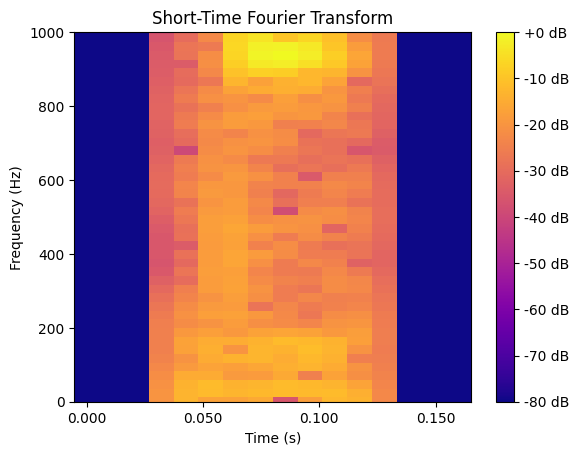 Short-Time Fourier Transform
Frequency (Hz)
1000
800
600
400
200
0
0.000 0.050 0.100 0.150
Time (s)
+0 dB
-10 dB
-20 dB
-30 dB
-40 dB
-50 dB
-60 dB
-70 dB
-80 dB